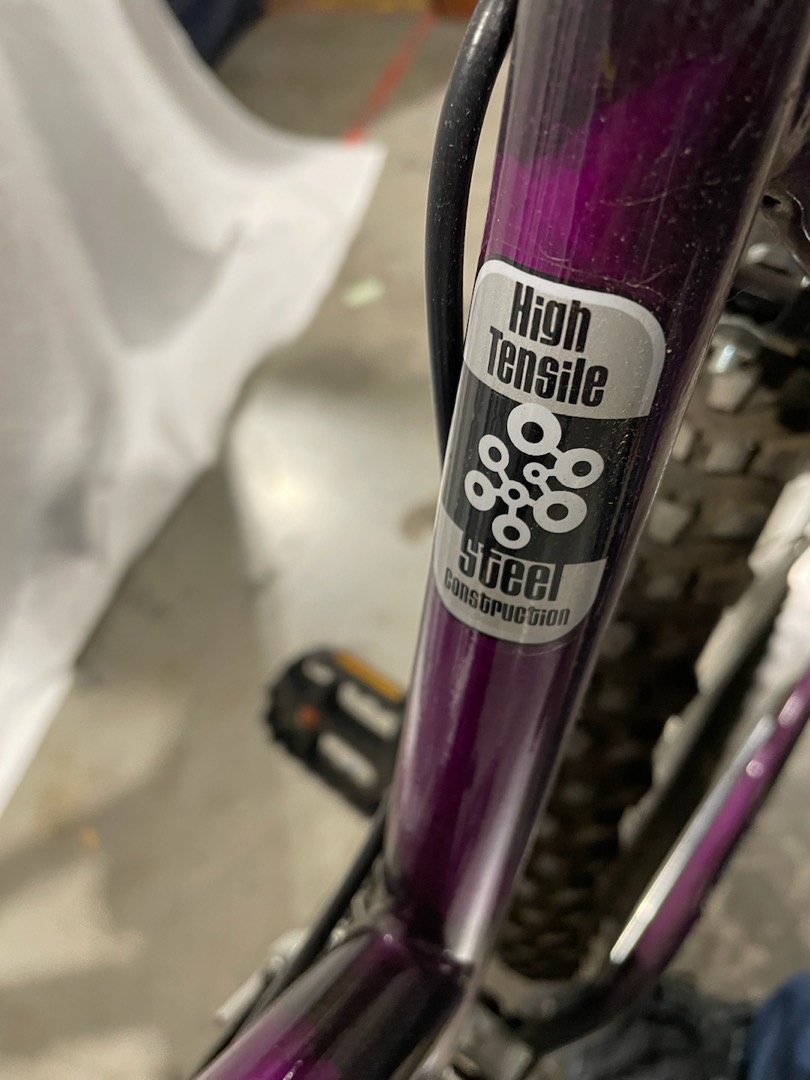 High
Tensile
Steel
Construction